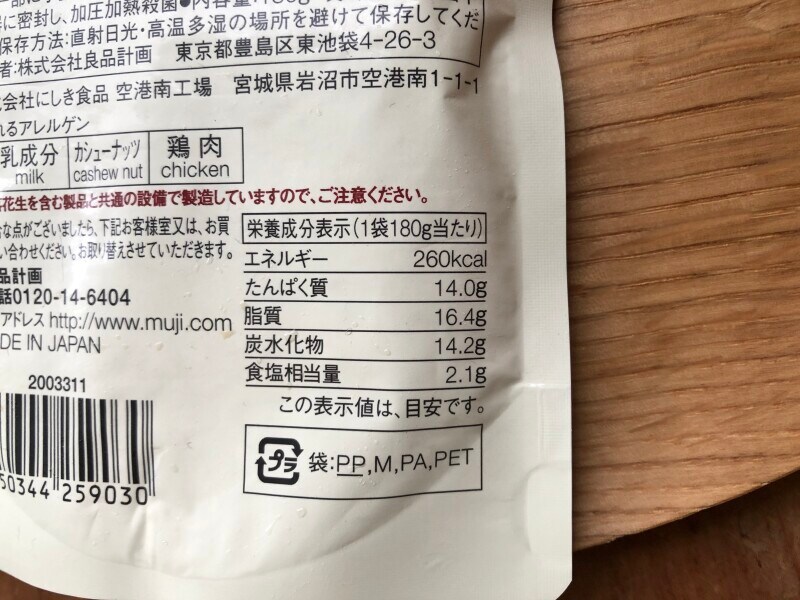 に密封し、加圧加熱殺菌●内容量:180g
保存方法:直射日光・高温多湿の場所を避けて保存してくだ
者:株式会社良品計画 東京都豊島区東池袋4-26-3
会社にしき食品 空港南工場 宮城県岩沼市空港南1-1-1
れるアレルゲン
乳成分 カシューナッツ 鶏肉
milk cashew nut chicken
花生を含む製品と共通の設備で製造していますので、ご注意ください。
な点がございましたら、下記お客様室又は、お買
い合わせください。お取り替えさせていただきます。
品計画
話0120-14-6404
アドレス http://www.muji.com
DE IN JAPAN
2003311
50344 259030
栄養成分表示(1袋180g当たり)
エネルギー 260kcal
たんぱく質 14.0g
脂質 16.4g
炭水化物 14.2g
食塩相当量 2.1g
この表示値は、目安です。
プラ 袋:PP,M,PA,PET